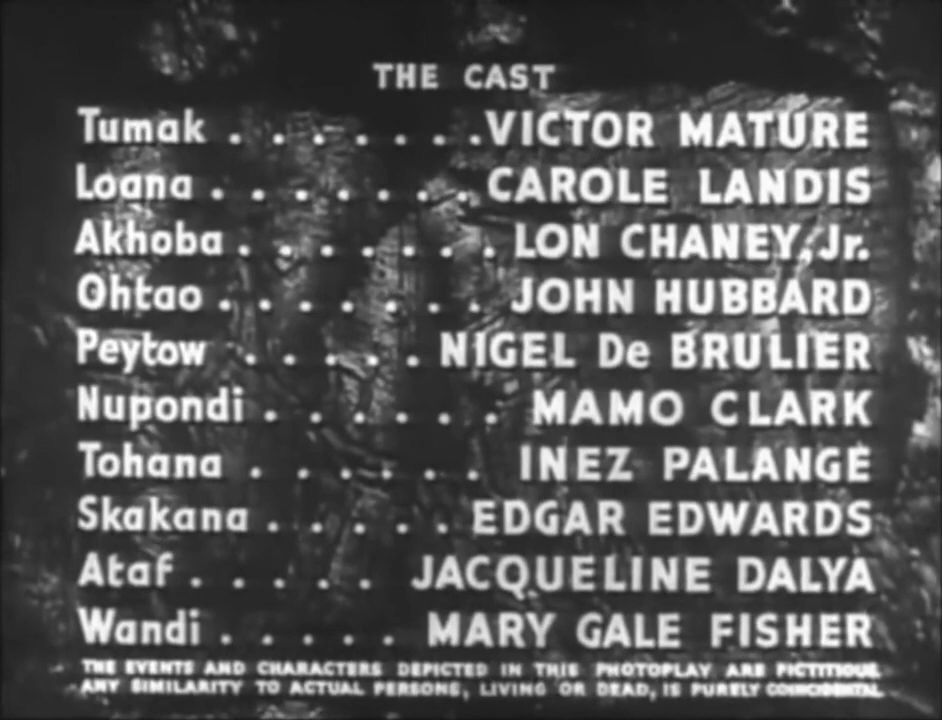 THE CAST
Tumak . . . . . . . VICTOR MATURE
Loana . . . . . . . CAROLE LANDIS
Akhoba . . . . . . . LON CHANEY, Jr.
Ohtao . . . . . . . JOHN HUBBARD
Peytow . . . . . NIGEL De BRULIER
Nupondi . . . . . . MAMO CLARK
Tohana . . . . . . INEZ PALANGE
Skakana . . . . . EDGAR EDWARDS
Ataf . . . . . JACQUELINE DALYA
Wandi . . . . . MARY GALE FISHER
THE EVENTS AND CHARACTERS DEPICTED IN THIS PHOTOPLAY ARE FICTITIOUS
ANY SIMILARITY TO ACTUAL PERSONS, LIVING OR DEAD, IS PURELY COINCIDENTAL